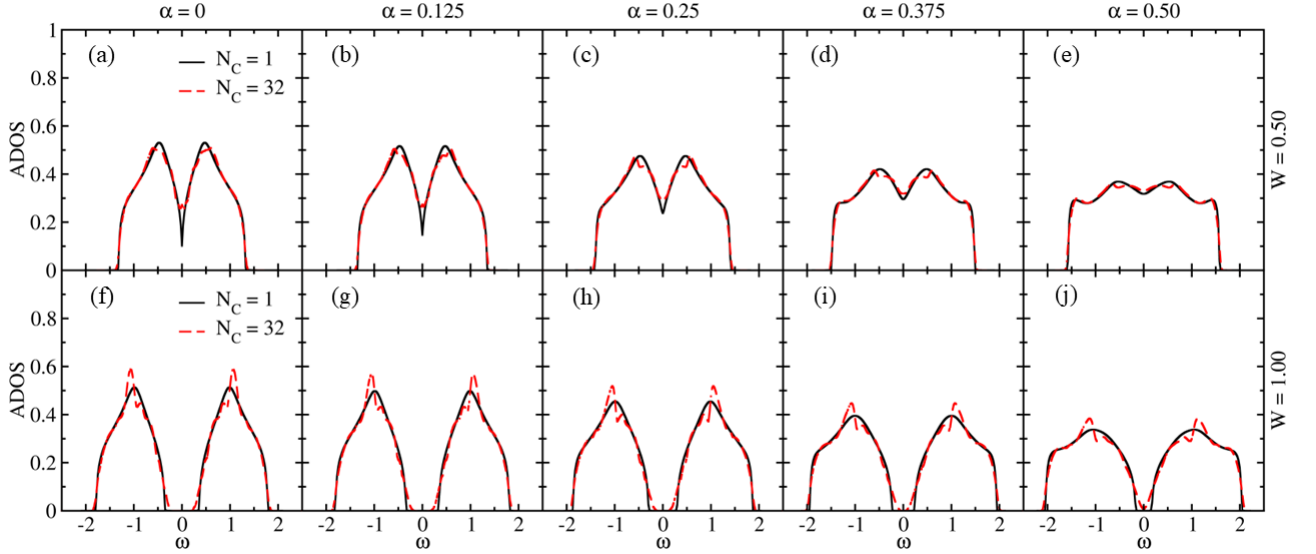 α = 0 α = 0.125 α = 0.25 α = 0.375 α = 0.50
1
0.8
0.6
0.4
0.2
0
ADOS
(a) (b) (c) (d) (e)
N_C = 1
N_C = 32
W = 0.50
0.8
0.6
0.4
0.2
0
ADOS
(f) (g) (h) (i) (j)
N_C = 1
N_C = 32
W = 1.00
-2 -1 0 1 2 -2 -1 0 1 2 -2 -1 0 1 2 -2 -1 0 1 2 -2 -1 0 1 2
ω ω ω ω ω